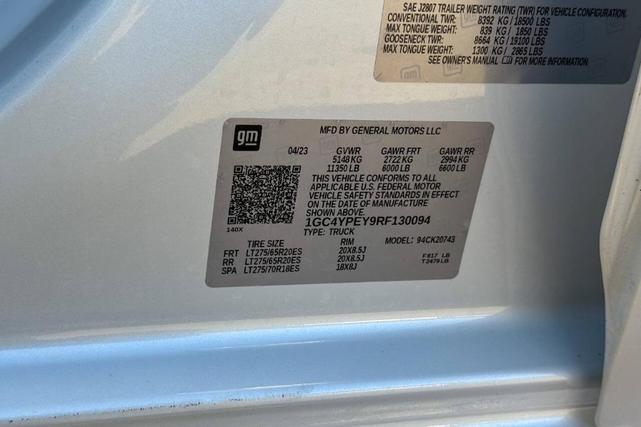 SAE J2807 TRAILER WEIGHT RATING (TWR) FOR VEHICLE CONFIGURATION.
CONVENTIONAL TWR: 8392 KG / 18500 LBS
MAX TONGUE WEIGHT: 839 KG / 1850 LBS
GOOSENECK TWR: 8664 KG / 19100 LBS
MAX TONGUE WEIGHT: 1300 KG / 2865 LBS
SEE OWNER'S MANUAL FOR MORE INFORMATION
gm
MFD BY GENERAL MOTORS LLC
04/23 GVWR GAWR FRT GAWR RR
5148 KG 2722 KG 2994 KG
11350 LB 6000 LB 6600 LB
THIS VEHICLE CONFORMS TO ALL
APPLICABLE U.S. FEDERAL MOTOR
VEHICLE SAFETY STANDARDS IN EFFECT
ON THE DATE OF MANUFACTURE
SHOWN ABOVE.
1GC4YPEY9RF130094
140X TYPE: TRUCK
TIRE SIZE RIM MODEL: 94CK20743
FRT LT275/65R20ES 20X8.5J
RR LT275/65R20ES 20X8.5J
SPA LT275/70R18ES 18X8J
F:817 LB
T:3479 LB